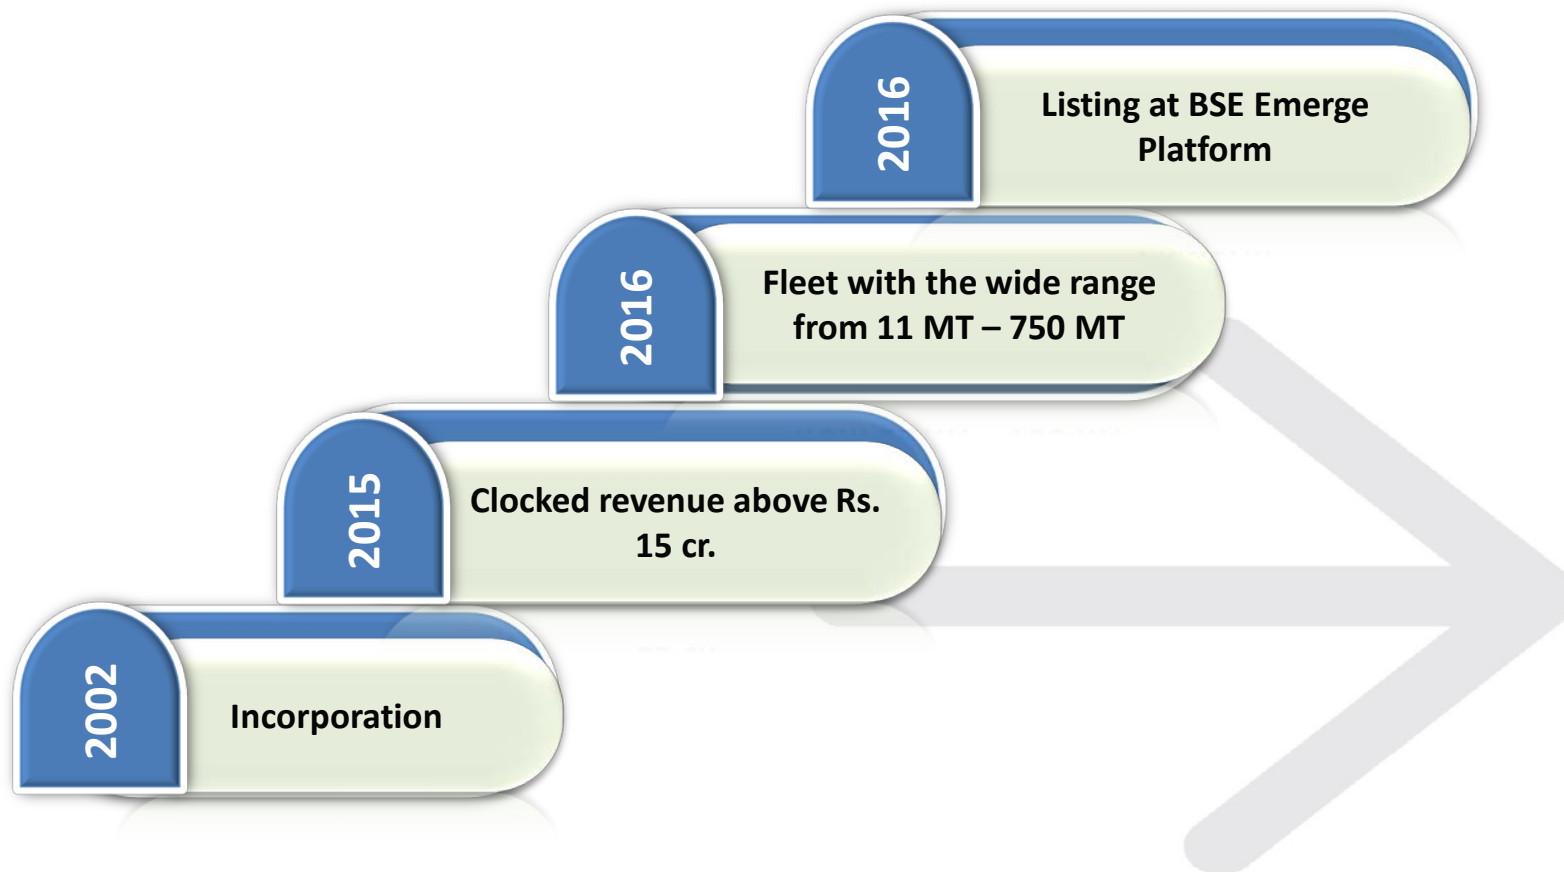 2016
Listing at BSE Emerge
Platform
2016
Fleet with the wide range
from 11 MT – 750 MT
2015
Clocked revenue above Rs.
15 cr.
2002
Incorporation